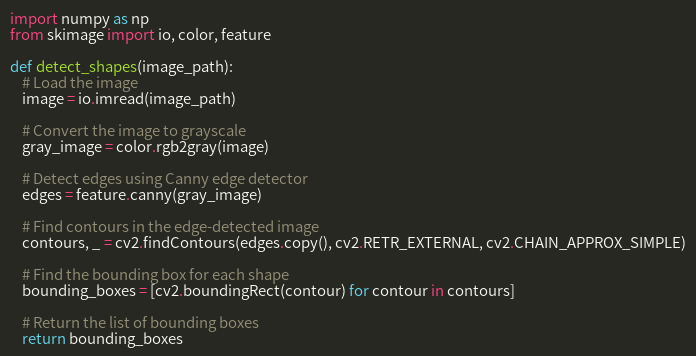 import numpy as np
from skimage import io, color, feature

def detect_shapes(image_path):
    # Load the image
    image = io.imread(image_path)

    # Convert the image to grayscale
    gray_image = color.rgb2gray(image)

    # Detect edges using Canny edge detector
    edges = feature.canny(gray_image)

    # Find contours in the edge-detected image
    contours, _ = cv2.findContours(edges.copy(), cv2.RETR_EXTERNAL, cv2.CHAIN_APPROX_SIMPLE)

    # Find the bounding box for each shape
    bounding_boxes = [cv2.boundingRect(contour) for contour in contours]

    # Return the list of bounding boxes
    return bounding_boxes